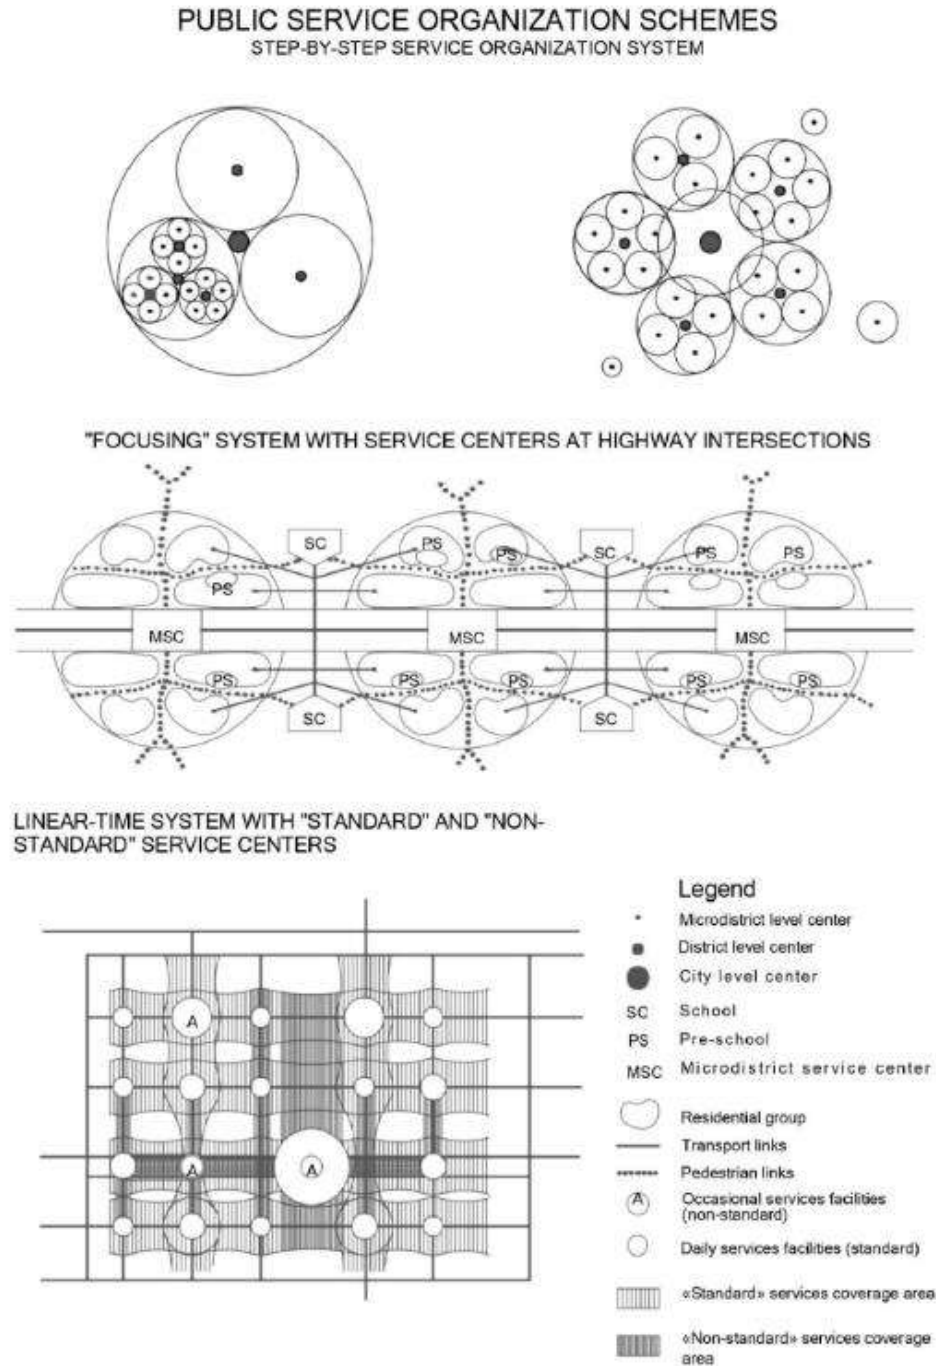 PUBLIC SERVICE ORGANIZATION SCHEMES
STEP-BY-STEP SERVICE ORGANIZATION SYSTEM
"FOCUSING" SYSTEM WITH SERVICE CENTERS AT HIGHWAY INTERSECTIONS
SC PS PS SC PS PS
PS
MSC MSC MSC
PS PS PS PS PS
SC SC
LINEAR-TIME SYSTEM WITH "STANDARD" AND "NON-
STANDARD" SERVICE CENTERS
A
A A
Legend
Microdistrict level center
District level center
City level center
SC School
PS Pre-school
MSC Microdistrict service center
Residential group
Transport links
Pedestrian links
A Occasional services facilities
(non-standard)
Daily services facilities (standard)
«Standard» services coverage area
«Non-standard» services coverage
area